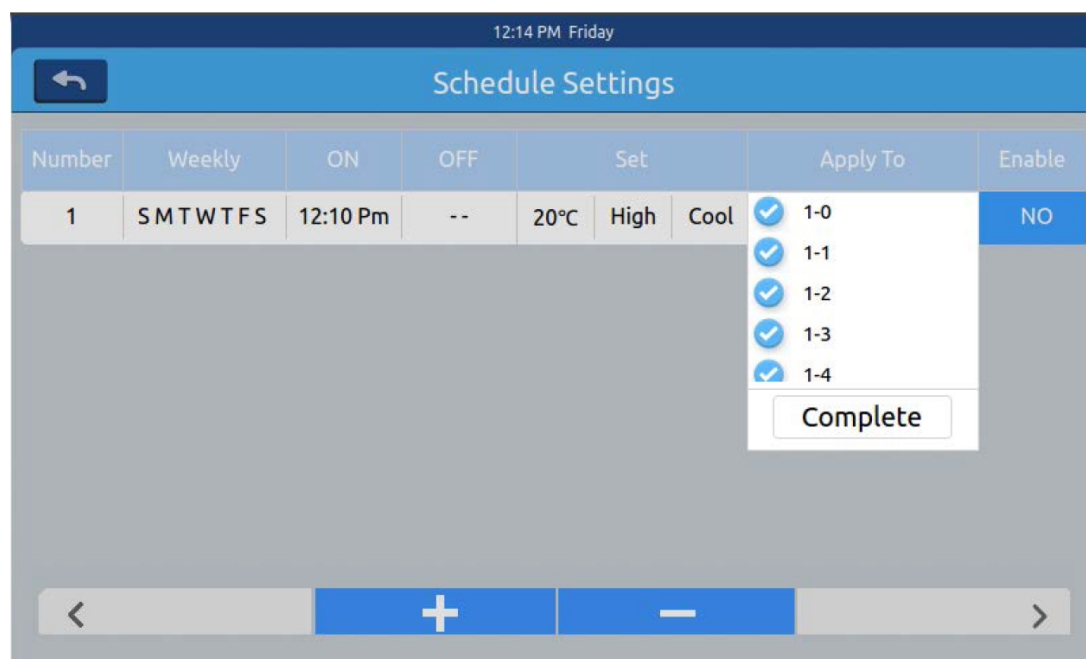 12:14 PM Friday
Schedule Settings
Number Weekly ON OFF Set Apply To Enable
1 S M T W T F S 12:10 Pm - - 20℃ High Cool 1-0 NO
1-1
1-2
1-3
1-4
Complete